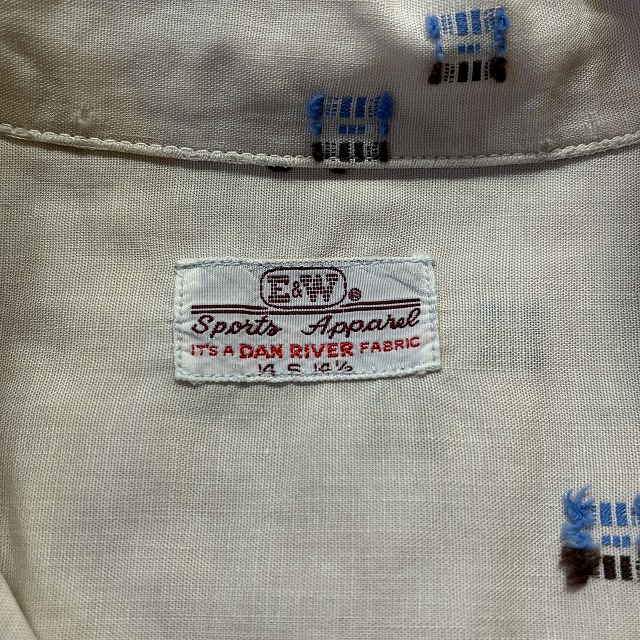 E&W®
Sports Apparel
IT'S A DAN RIVER FABRIC
14 S 14½